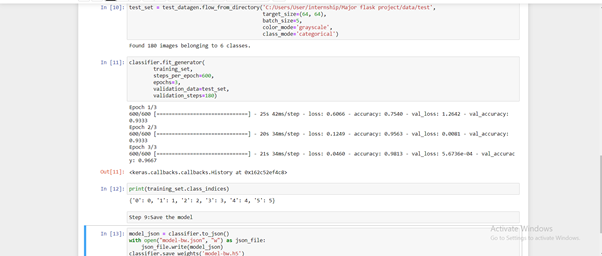 In [10]: test_set = test_datagen.flow_from_directory('C:/Users/User/internship/Major flask project/data/test',
target_size=(64, 64),
batch_size=5,
color_mode='grayscale',
class_mode='categorical')
Found 180 images belonging to 6 classes.
In [11]: classifier.fit_generator(
training_set,
steps_per_epoch=600,
epochs=3,
validation_data=test_set,
validation_steps=180)
Epoch 1/3
600/600 [==============================] - 25s 42ms/step - loss: 0.6066 - accuracy: 0.7540 - val_loss: 1.2642 - val_accuracy:
0.9333
Epoch 2/3
600/600 [==============================] - 20s 34ms/step - loss: 0.1249 - accuracy: 0.9563 - val_loss: 0.0081 - val_accuracy:
0.9333
Epoch 3/3
600/600 [==============================] - 21s 34ms/step - loss: 0.0460 - accuracy: 0.9813 - val_loss: 5.6736e-04 - val_accurac
y: 0.9667
Out[11]: <keras.callbacks.callbacks.History at 0x162c52ef4c8>
In [12]: print(training_set.class_indices)
{'0': 0, '1': 1, '2': 2, '3': 3, '4': 4, '5': 5}
Step 9:Save the model
In [13]: model_json = classifier.to_json()
with open("model-bw.json", "w") as json_file:
json_file.write(model_json)
classifier.save_weights('model-bw.h5')
Activate Windows
Go to Settings to activate Windows.